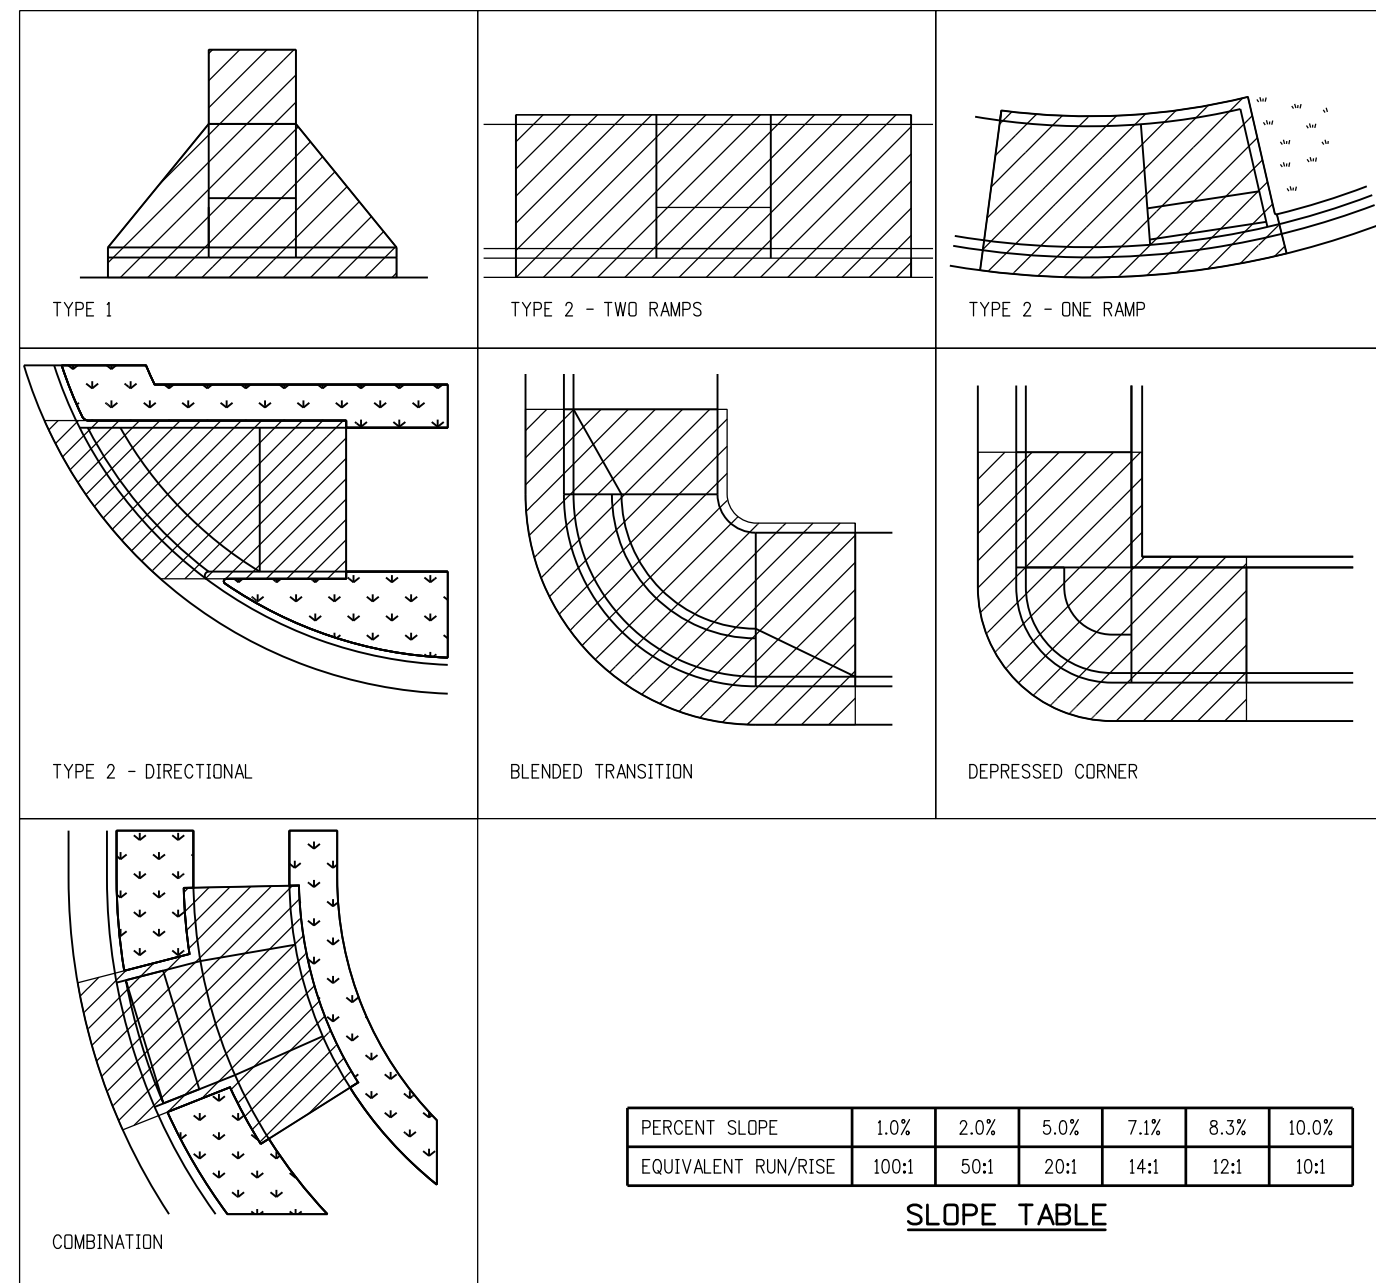 TYPE 1
TYPE 2 - TWO RAMPS
TYPE 2 - ONE RAMP
TYPE 2 - DIRECTIONAL
BLENDED TRANSITION
DEPRESSED CORNER
COMBINATION
PERCENT SLOPE 1.0% 2.0% 5.0% 7.1% 8.3% 10.0%
EQUIVALENT RUN/RISE 100:1 50:1 20:1 14:1 12:1 10:1
SLOPE TABLE